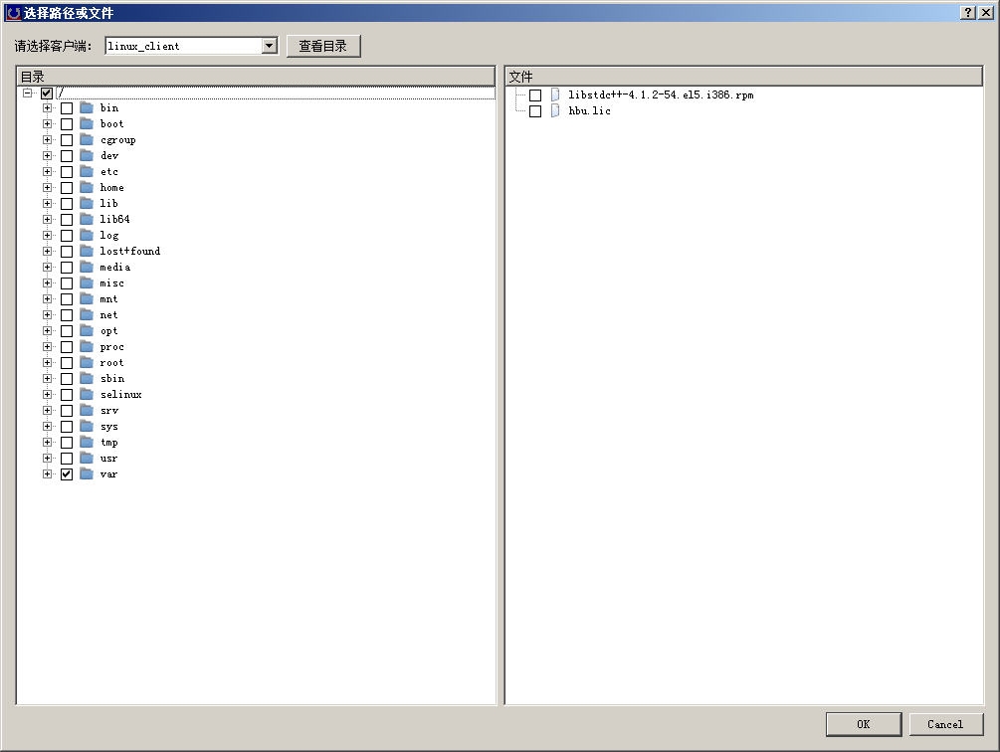 选择路径或文件
请选择客户端: linux_client 查看目录
目录
/
bin
boot
cgroup
dev
etc
home
lib
lib64
log
lost+found
media
misc
mnt
net
opt
proc
root
sbin
selinux
srv
sys
tmp
usr
var
文件
libstdc++-4.1.2-54.el5.i386.rpm
hbu.lic
OK Cancel